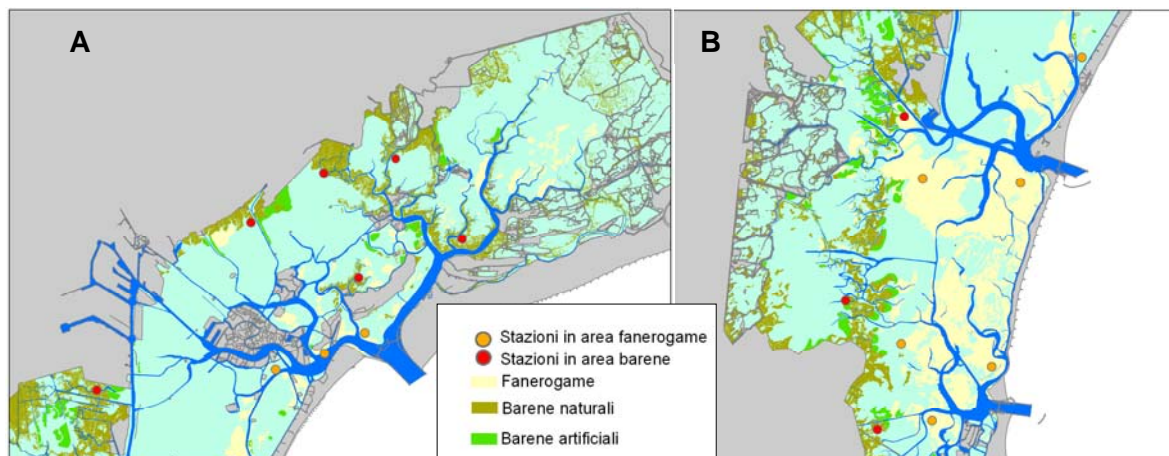 A
B
Stazioni in area fanerogame
Stazioni in area barene
Fanerogame
Barene naturali
Barene artificiali